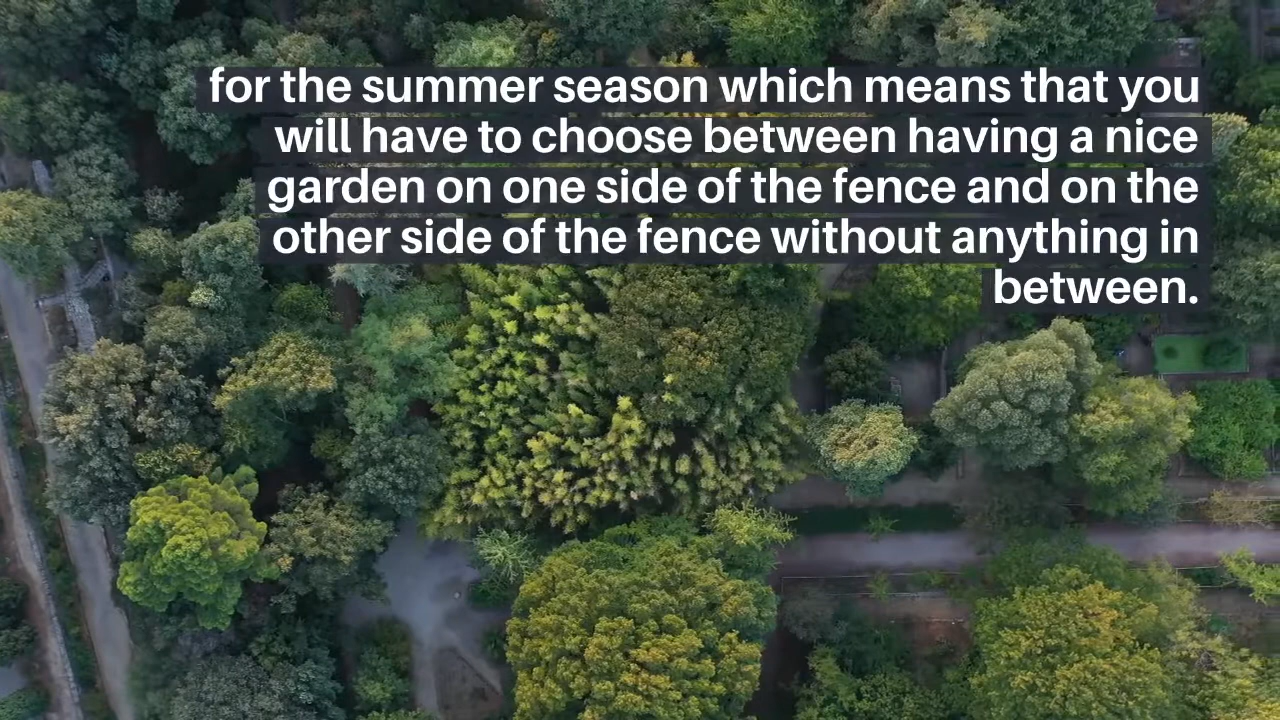 for the summer season which means that you
will have to choose between having a nice
garden on one side of the fence and on the
other side of the fence without anything in
between.